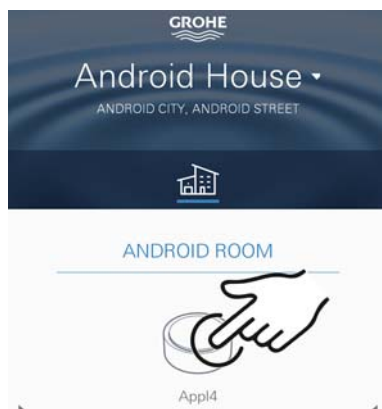 GROHE
Android House
ANDROID CITY, ANDROID STREET
ANDROID ROOM
Appl4